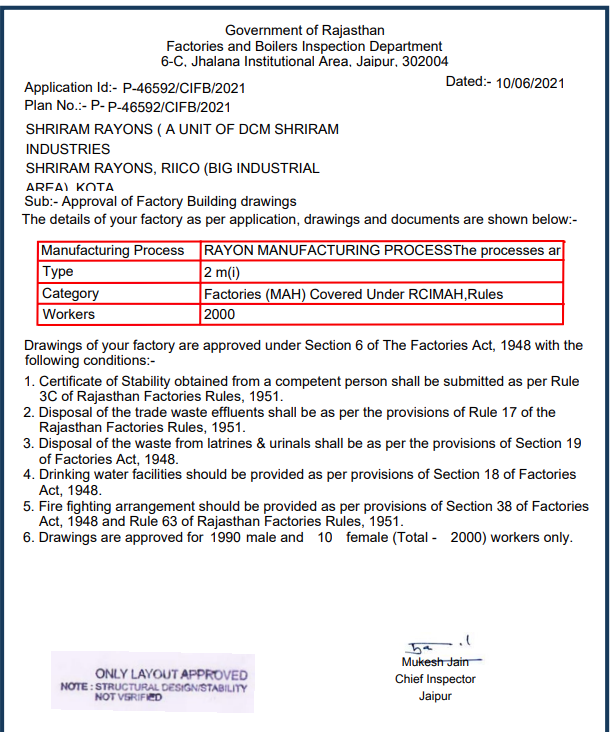 Government of Rajasthan
Factories and Boilers Inspection Department
6-C, Jhalana Institutional Area, Jaipur, 302004
Dated:- 10/06/2021
Application Id:- P-46592/CIFB/2021
Plan No.:- P- P-46592/CIFB/2021
SHRIRAM RAYONS ( A UNIT OF DCM SHRIRAM
INDUSTRIES
SHRIRAM RAYONS, RIICO (BIG INDUSTRIAL
AREA), KOTA
Sub:- Approval of Factory Building drawings
The details of your factory as per application, drawings and documents are shown below:-
Manufacturing Process RAYON MANUFACTURING PROCESSThe processes ar
Type 2 m(i)
Category Factories (MAH) Covered Under RCIMAH,Rules
Workers 2000
Drawings of your factory are approved under Section 6 of The Factories Act, 1948 with the
following conditions:-
1. Certificate of Stability obtained from a competent person shall be submitted as per Rule
3C of Rajasthan Factories Rules, 1951.
2. Disposal of the trade waste effluents shall be as per the provisions of Rule 17 of the
Rajasthan Factories Rules, 1951.
3. Disposal of the waste from latrines & urinals shall be as per the provisions of Section 19
of Factories Act, 1948.
4. Drinking water facilities should be provided as per provisions of Section 18 of Factories
Act, 1948.
5. Fire fighting arrangement should be provided as per provisions of Section 38 of Factories
Act, 1948 and Rule 63 of Rajasthan Factories Rules, 1951.
6. Drawings are approved for 1990 male and 10 female (Total - 2000) workers only.
ONLY LAYOUT APPROVED
NOTE : STRUCTURAL DESIGN/STABILITY
NOT VERIFIED
Mukesh Jain
Chief Inspector
Jaipur